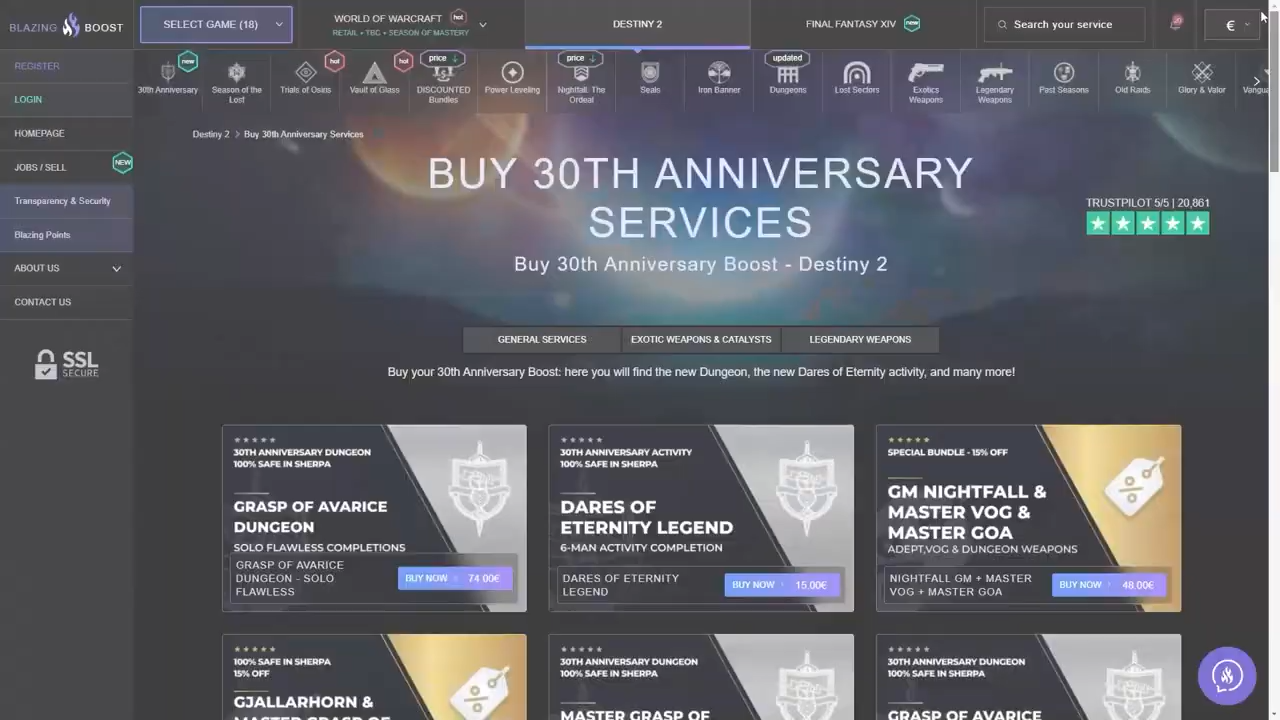 BLAZING BOOST
SELECT GAME (18)
WORLD OF WARCRAFT
hot
RETAIL • TBC • SEASON OF MASTERY
DESTINY 2
FINAL FANTASY XIV
new
Search your service
20
€
REGISTER
LOGIN
HOMEPAGE
JOBS / SELL
NEW
Transparency & Security
Blazing Points
ABOUT US
CONTACT US
SSL
SECURE
new
30th Anniversary
Season of the
Lost
hot
Trials of Osiris
hot
Vault of Glass
price ↓
DISCOUNTED
Bundles
Power Leveling
price ↓
Nightfall: The
Ordeal
Seals
Iron Banner
updated
Dungeons
Lost Sectors
Exotics
Weapons
Legendary
Weapons
Past Seasons
Old Raids
Glory & Valor
Destiny 2 > Buy 30th Anniversary Services
BUY 30TH ANNIVERSARY
SERVICES
Buy 30th Anniversary Boost - Destiny 2
TRUSTPILOT 5/5 | 20,861
GENERAL SERVICES
EXOTIC WEAPONS & CATALYSTS
LEGENDARY WEAPONS
Buy your 30th Anniversary Boost: here you will find the new Dungeon, the new Dares of Eternity activity, and many more!
30TH ANNIVERSARY DUNGEON
100% SAFE IN SHERPA
GRASP OF AVARICE
DUNGEON
SOLO FLAWLESS COMPLETIONS
GRASP OF AVARICE
DUNGEON - SOLO
FLAWLESS
BUY NOW 74.00€
30TH ANNIVERSARY ACTIVITY
100% SAFE IN SHERPA
DARES OF
ETERNITY LEGEND
6-MAN ACTIVITY COMPLETION
DARES OF ETERNITY
LEGEND
BUY NOW 15.00€
SPECIAL BUNDLE - 15% OFF
GM NIGHTFALL &
MASTER VOG &
MASTER GOA
ADEPT,VOG & DUNGEON WEAPONS
NIGHTFALL GM + MASTER
VOG + MASTER GOA
BUY NOW 48.00€
100% SAFE IN SHERPA
15% OFF
GJALLARHORN &
MASTER GRASP OF
30TH ANNIVERSARY DUNGEON
100% SAFE IN SHERPA
MASTER GRASP OF
30TH ANNIVERSARY DUNGEON
100% SAFE IN SHERPA
GRASP OF AVARICE